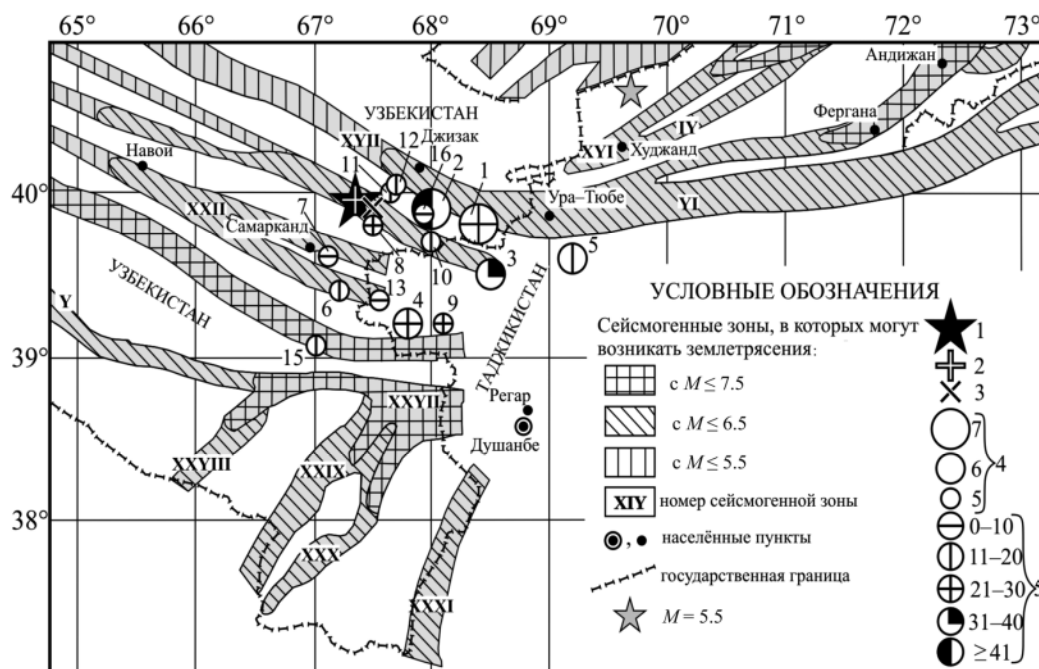 65° 66° 67° 68° 69° 70° 71° 72° 73°
Андижан
УЗБЕКИСТАН
Фергана
IY
XYII
12
Джизак
Худжанд
Навои
11
16
2
1
XYI
40°
Ура–Тюбе
YI
XXII
7
Самарканд
5
3
8
10
УЗБЕКИСТАН
13
6
4
9
ТАДЖИКИСТАН
Y
39°
15
Регар
XXYII
Душанбе
XXYIII
XXIX
38°
XXX
XXXI
УСЛОВНЫЕ ОБОЗНАЧЕНИЯ
Сейсмогенные зоны, в которых могут
возникать землетрясения:
с M ≤ 7.5
с M ≤ 6.5
с M ≤ 5.5
XIY номер сейсмогенной зоны
, населённые пункты
государственная граница
M = 5.5
1
2
3
7
6
4
5
0–10
11–20
21–30
5
31–40
≥ 41